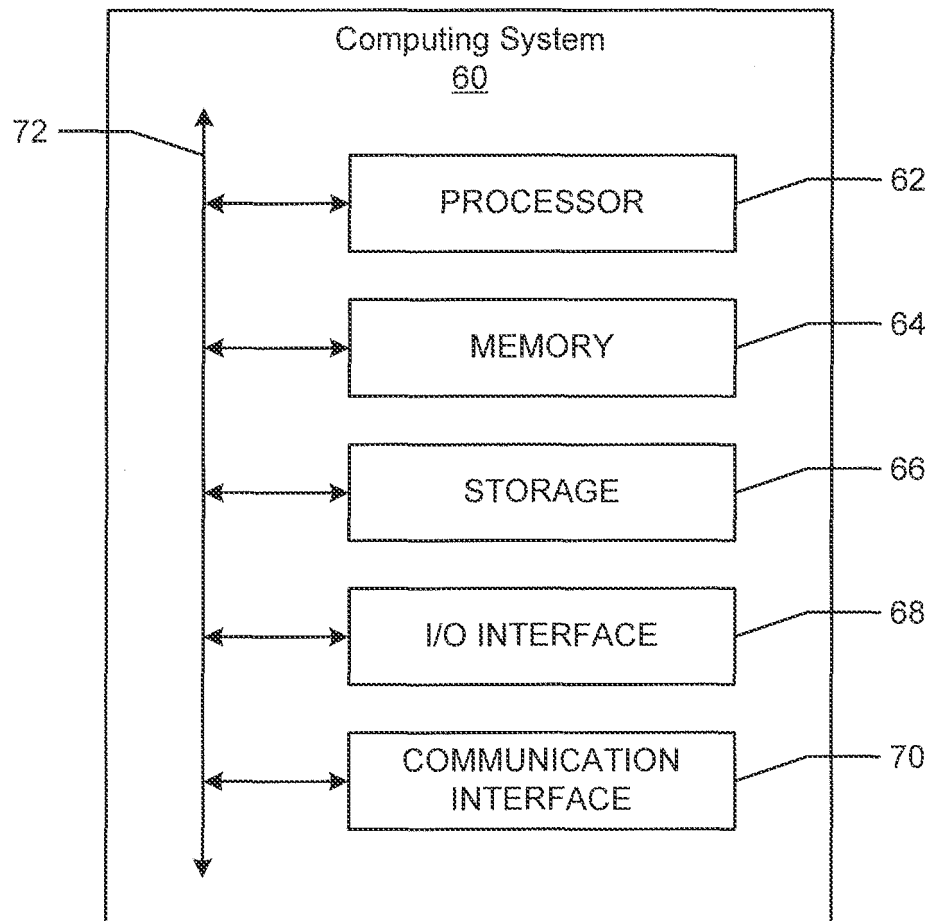 Computing System
60
72
PROCESSOR
62
MEMORY
64
STORAGE
66
I/O INTERFACE
68
COMMUNICATION
INTERFACE
70